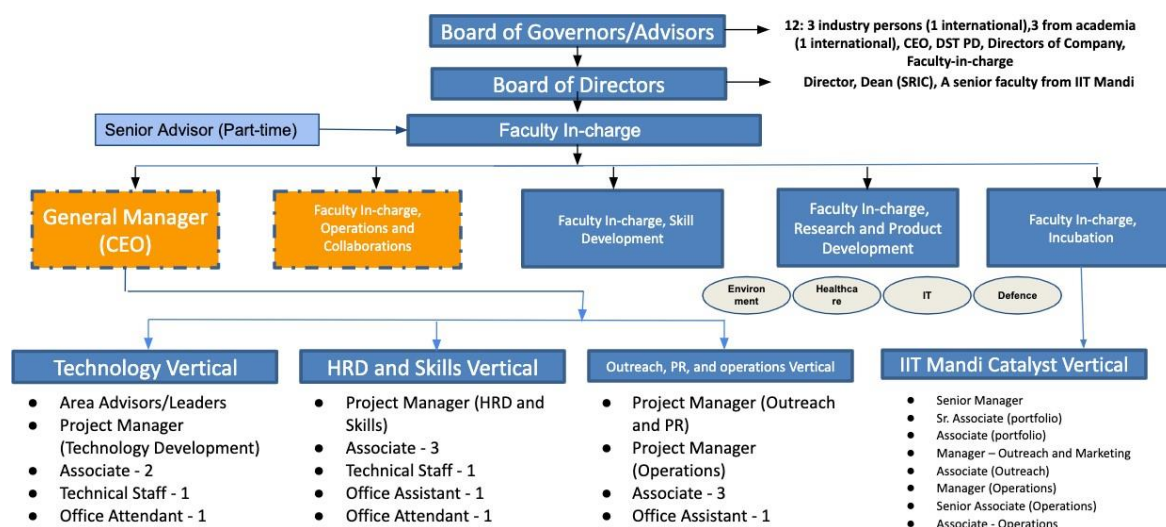 Board of Governors/Advisors
12: 3 industry persons (1 international),3 from academia
(1 international), CEO, DST PD, Directors of Company,
Faculty-in-charge
Board of Directors
Director, Dean (SRIC), A senior faculty from IIT Mandi
Senior Advisor (Part-time)
Faculty In-charge
General Manager
(CEO)
Faculty In-charge,
Operations and
Collaborations
Faculty In-charge, Skill
Development
Faculty In-charge,
Research and Product
Development
Faculty In-charge,
Incubation
Environ
ment
Healthca
re
IT
Defence
Technology Vertical
● Area Advisors/Leaders
● Project Manager
(Technology Development)
● Associate - 2
● Technical Staff - 1
● Office Attendant - 1
HRD and Skills Vertical
● Project Manager (HRD and
Skills)
● Associate - 3
● Technical Staff - 1
● Office Assistant - 1
● Office Attendant - 1
Outreach, PR, and operations Vertical
● Project Manager (Outreach
and PR)
● Project Manager
(Operations)
● Associate - 3
● Office Assistant - 1
IIT Mandi Catalyst Vertical
● Senior Manager
● Sr. Associate (portfolio)
● Associate (portfolio)
● Manager – Outreach and Marketing
● Associate (Outreach)
● Manager (Operations)
● Senior Associate (Operations)
● Associate - Operations